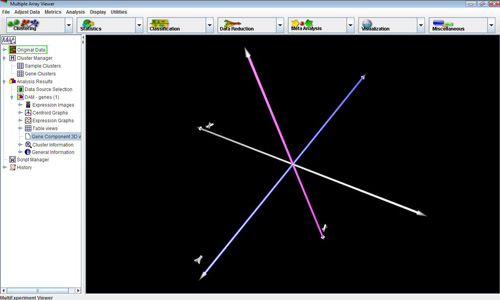 Multiple Array Viewer
File Adjust Data Metrics Analysis Display Utilities
Clustering Statistics Classification Data Reduction Meta Analysis Visualization Miscellaneous
Original Data
Cluster Manager
Sample Clusters
Gene Clusters
Analysis Results
Data Source Selection
DAM - genes (1)
Expression Images
Centroid Graphs
Expression Graphs
Table views
Gene Component 3D v
Cluster Information
General Information
Script Manager
History
MultiExperiment Viewer